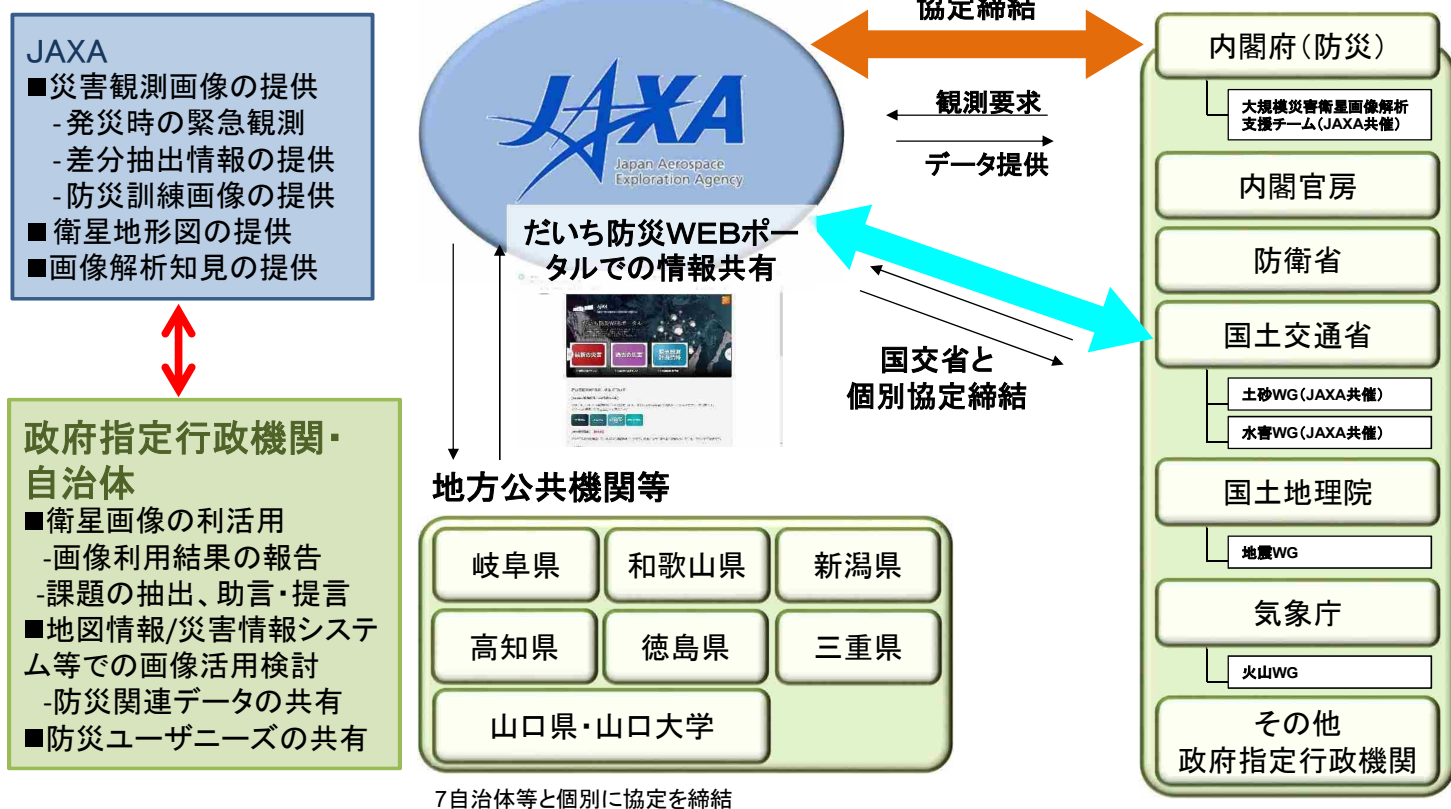 JAXA
■災害観測画像の提供
-発災時の緊急観測
-差分抽出情報の提供
-防災訓練画像の提供
■衛星地形図の提供
■画像解析知見の提供
政府指定行政機関・
自治体
■衛星画像の利活用
-画像利用結果の報告
-課題の抽出、助言・提言
■地図情報/災害情報システ
ム等での画像活用検討
-防災関連データの共有
■防災ユーザニーズの共有
JAXA
Japan Aerospace
Exploration Agency
だいち防災WEBポー
タルでの情報共有
協定締結
観測要求
データ提供
国交省と
個別協定締結
地方公共機関等
岐阜県
和歌山県
新潟県
高知県
徳島県
三重県
山口県・山口大学
7自治体等と個別に協定を締結
内閣府(防災)
大規模災害衛星画像解析
支援チーム(JAXA共催)
内閣官房
防衛省
国土交通省
土砂WG(JAXA共催)
水害WG(JAXA共催)
国土地理院
地震WG
気象庁
火山WG
その他
政府指定行政機関